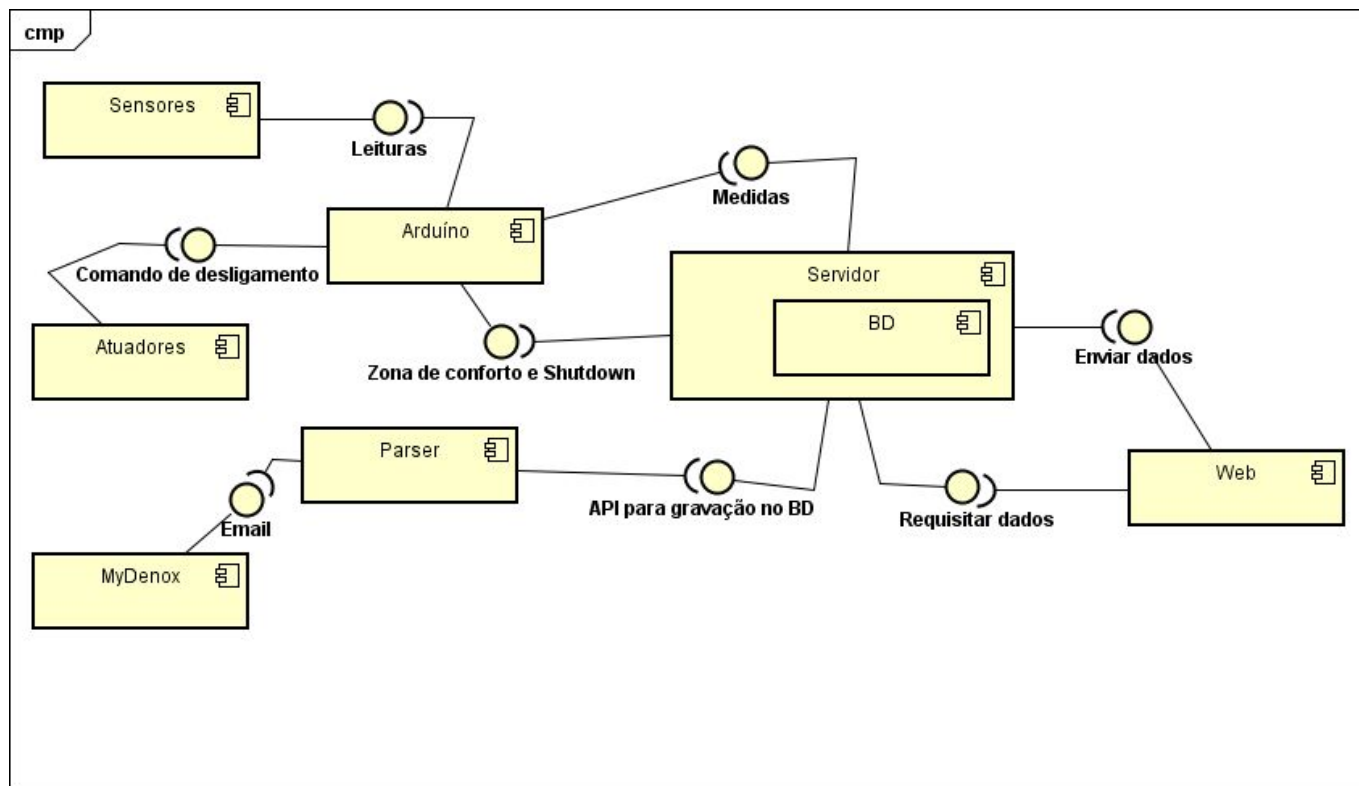 cmp
Sensores
Leituras
Medidas
Arduíno
Comando de desligamento
Servidor
BD
Atuadores
Zona de conforto e Shutdown
Enviar dados
Parser
Web
API para gravação no BD
Requisitar dados
Email
MyDenox